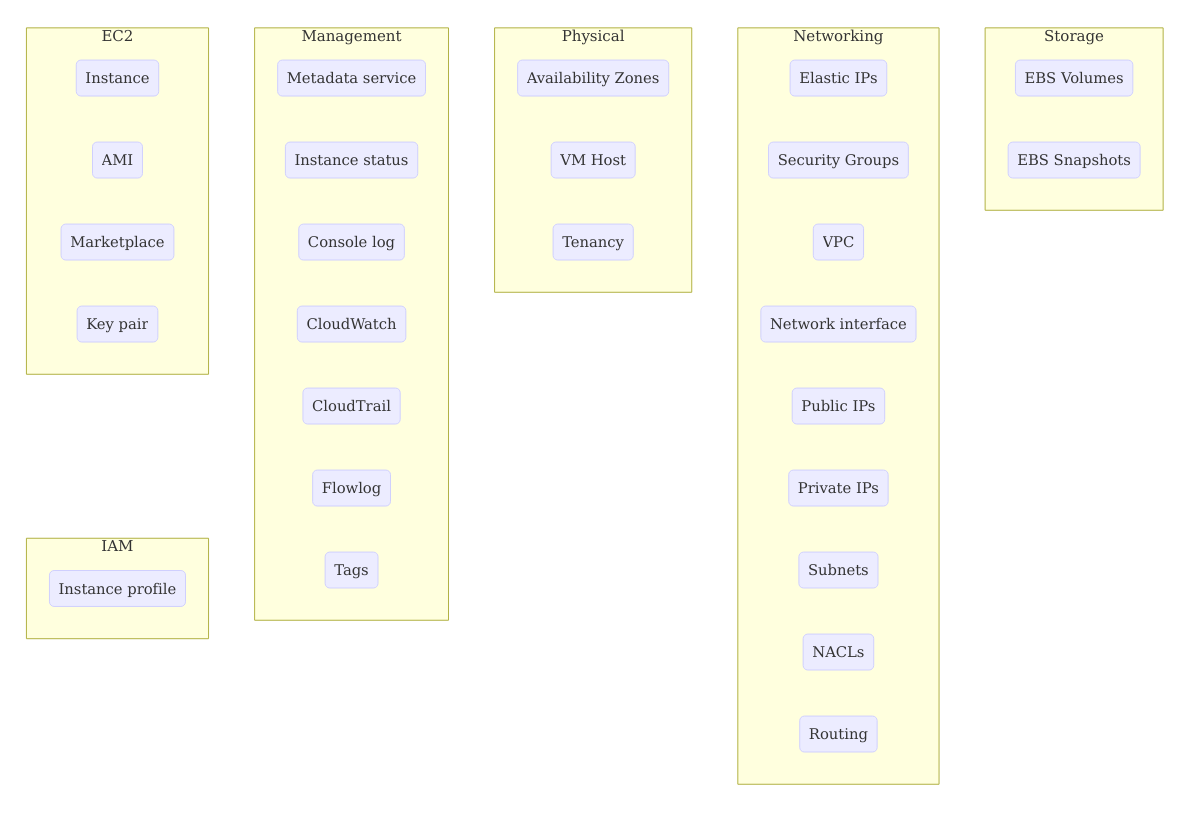 EC2
Instance
AMI
Marketplace
Key pair
IAM
Instance profile
Management
Metadata service
Instance status
Console log
CloudWatch
CloudTrail
Flowlog
Tags
Physical
Availability Zones
VM Host
Tenancy
Networking
Elastic IPs
Security Groups
VPC
Network interface
Public IPs
Private IPs
Subnets
NACLs
Routing
Storage
EBS Volumes
EBS Snapshots